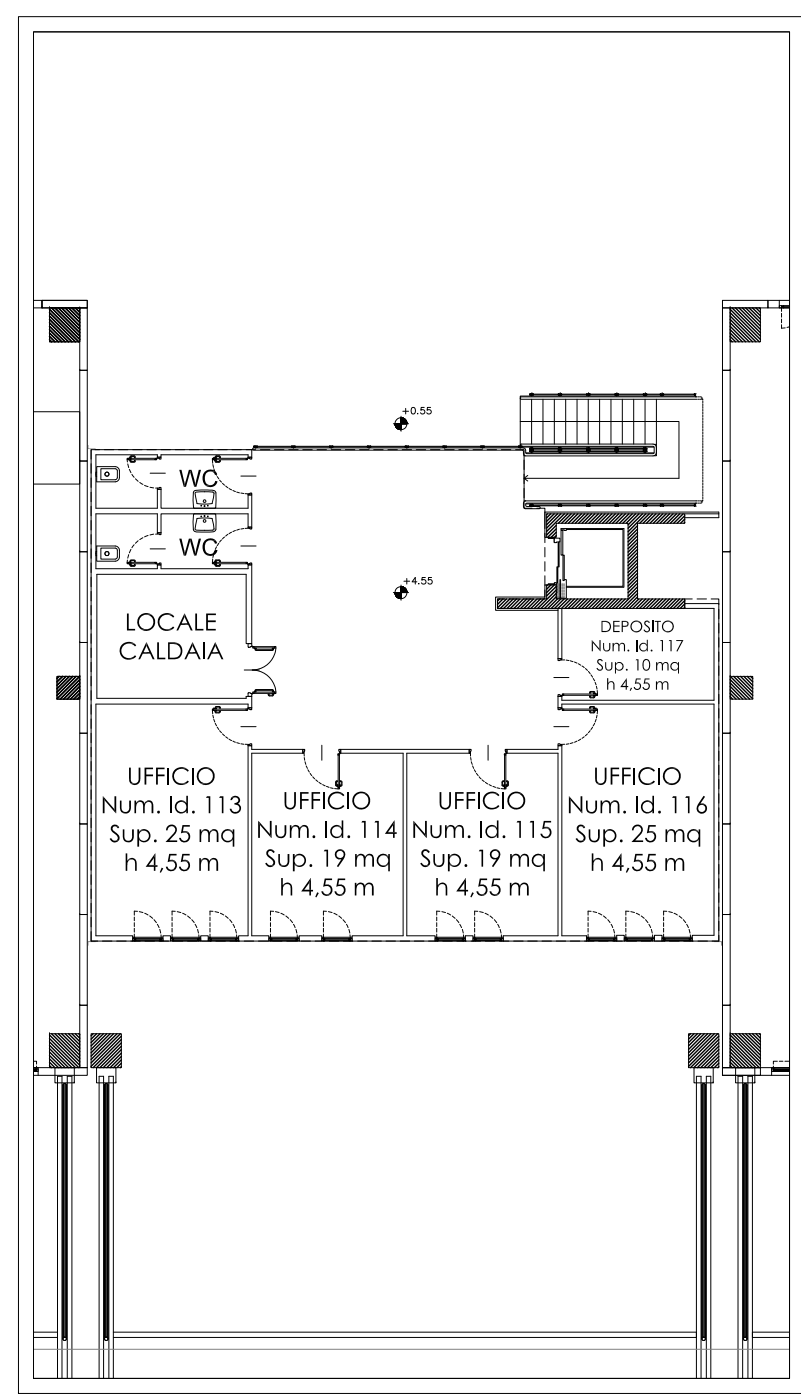 +0.55
WC
WC
+4.55
LOCALE
CALDAIA
DEPOSITO
Num. Id. 117
Sup. 10 mq
h 4,55 m
UFFICIO
Num. Id. 113
Sup. 25 mq
h 4,55 m
UFFICIO
Num. Id. 114
Sup. 19 mq
h 4,55 m
UFFICIO
Num. Id. 115
Sup. 19 mq
h 4,55 m
UFFICIO
Num. Id. 116
Sup. 25 mq
h 4,55 m